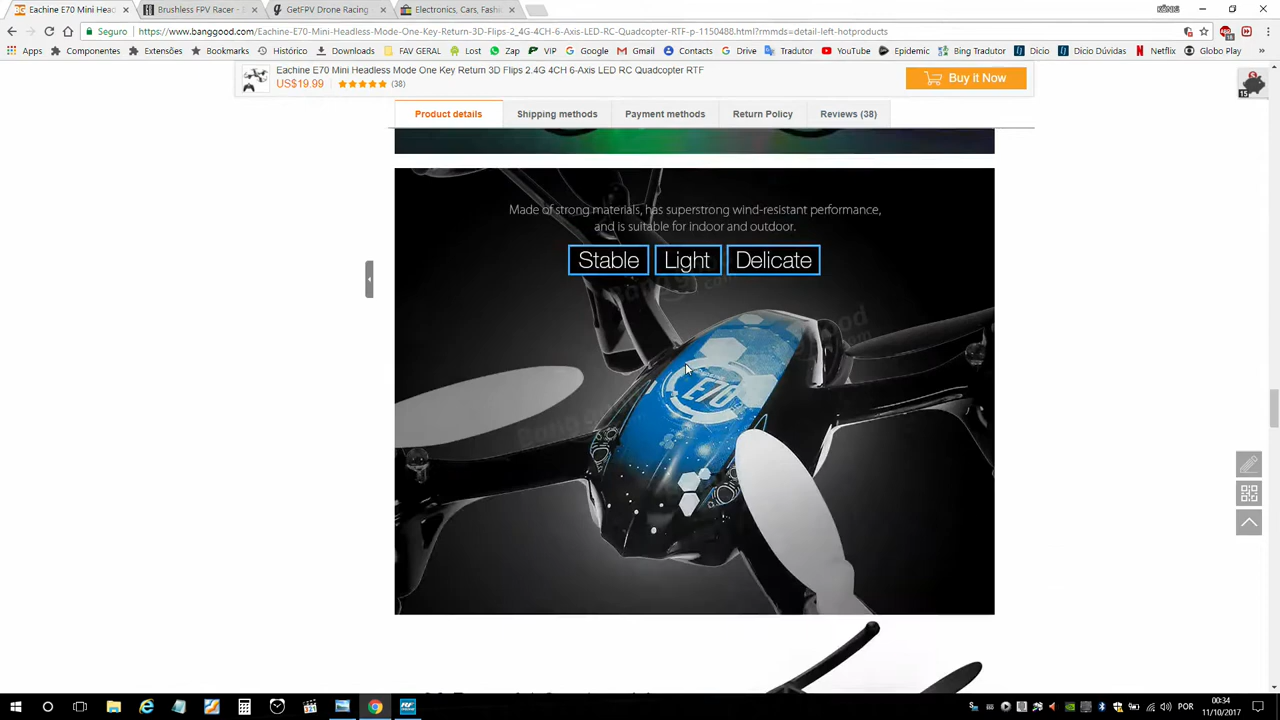 Eachine E70 Mini Head
Brushless FPV Racer -
GetFPV Drone Racing
Electronics, Cars, Fashi
KÖNIG
Seguro
https://www.banggood.com/Eachine-E70-Mini-Headless-Mode-One-Key-Return-3D-Flips-2_4G-4CH-6-Axis-LED-RC-Quadcopter-RTF-p-1150488.html?rmmds=detail-left-hotproducts
Apps Componentes Extensões Bookmarks Histórico Downloads FAV GERAL Lost Zap VIP Google Gmail Contacts Drive Tradutor YouTube Epidemic Bing Tradutor Dicio Dicio Dúvidas Netflix Globo Play
Eachine E70 Mini Headless Mode One Key Return 3D Flips 2.4G 4CH 6-Axis LED RC Quadcopter RTF
US$19.99 (38)
Buy it Now
15
Product details Shipping methods Payment methods Return Policy Reviews (38)
Made of strong materials, has superstrong wind-resistant performance,
and is suitable for indoor and outdoor.
Stable Light Delicate
E70
POR
00:34
11/10/2017